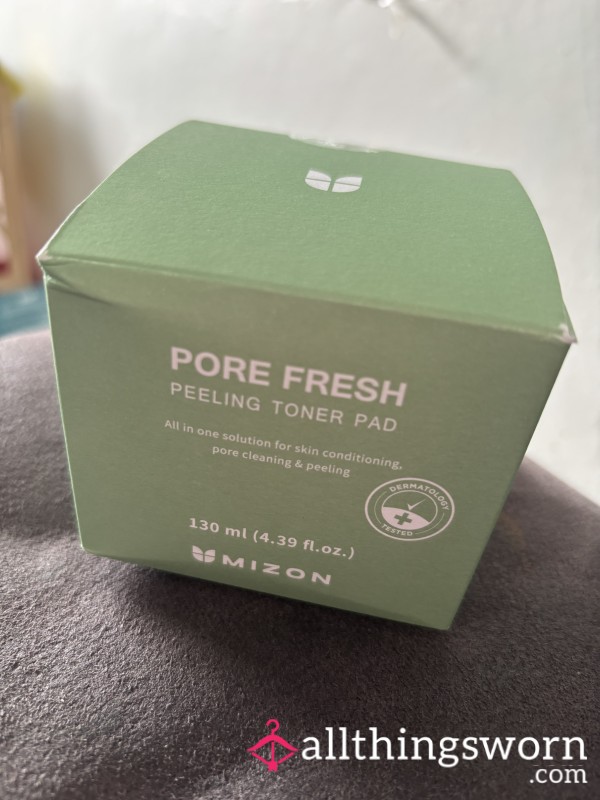 PORE FRESH
PEELING TONER PAD
All in one solution for skin conditioning,
pore cleaning & peeling
DERMATOLOGY
TESTED
130 ml (4.39 fl.oz.)
MIZON
allthingsworn
.com